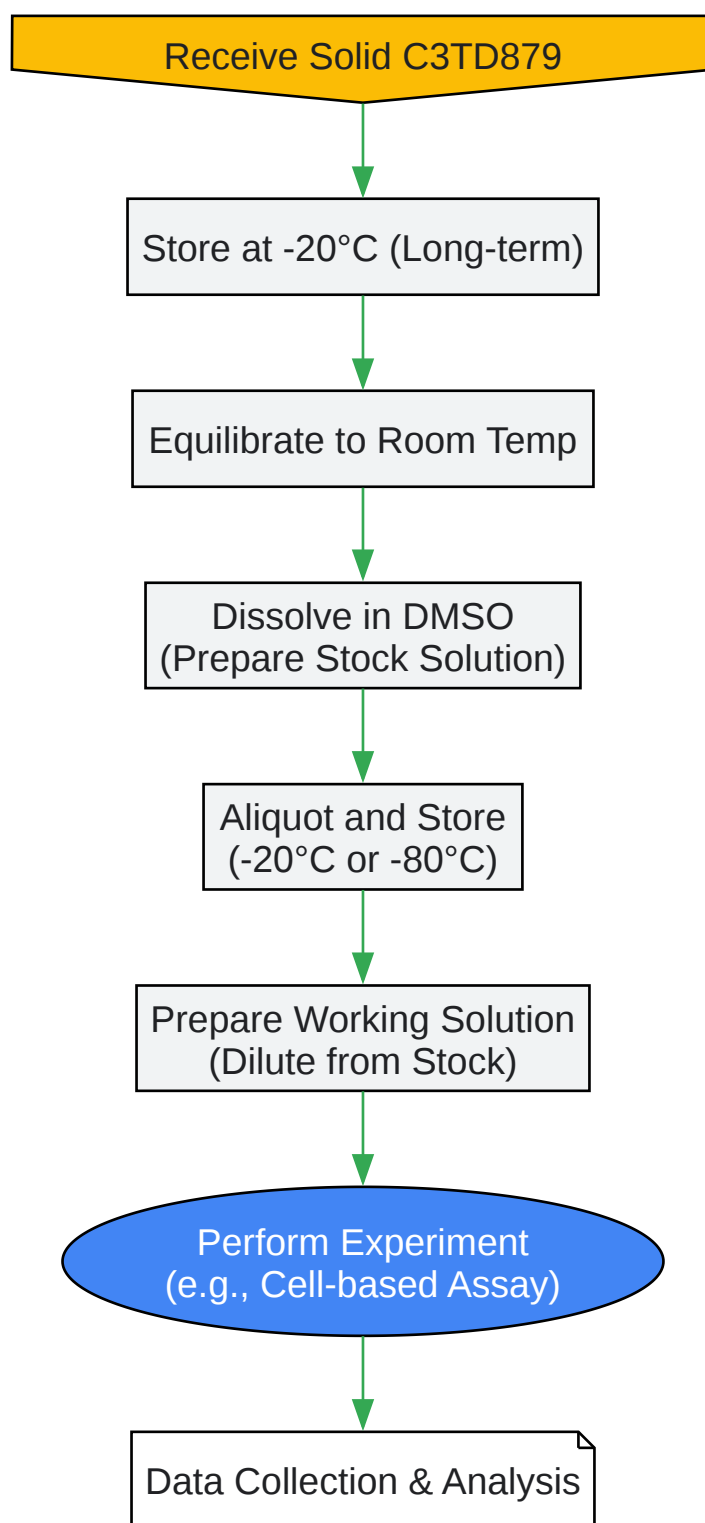 Receive Solid C3TD879
Store at -20°C (Long-term)
Equilibrate to Room Temp
Dissolve in DMSO
(Prepare Stock Solution)
Aliquot and Store
(-20°C or -80°C)
Prepare Working Solution
(Dilute from Stock)
Perform Experiment
(e.g., Cell-based Assay)
Data Collection & Analysis